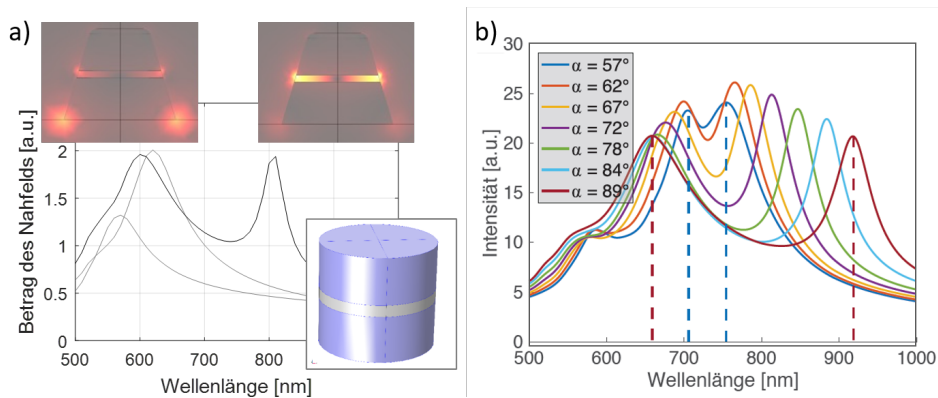 a)
Betrag des Nahfelds [a.u.]
2
1.5
1
0.5
0
500
600
700
800
Wellenlänge [nm]
b)
Intensität [a.u.]
30
25
20
15
10
5
0
α = 57°
α = 62°
α = 67°
α = 72°
α = 78°
α = 84°
α = 89°
500
600
700
800
900
1000
Wellenlänge [nm]